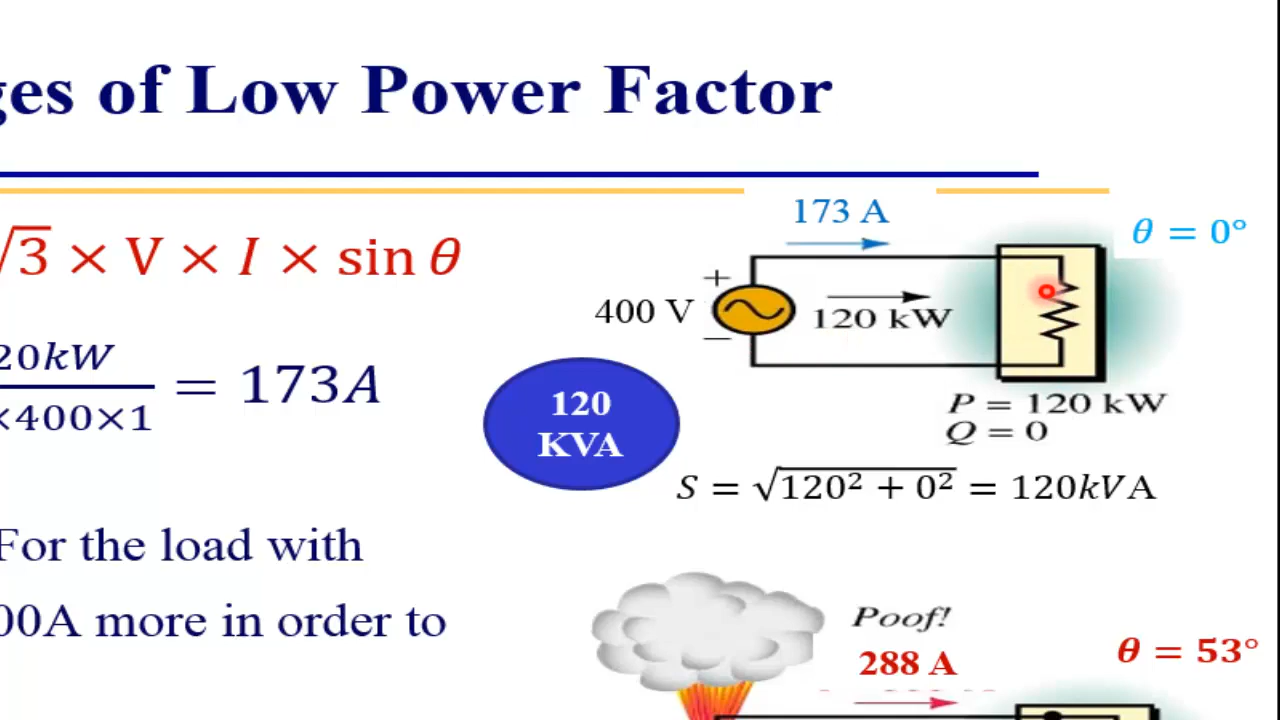 ges of Low Power Factor
√3 × V × I × sin θ
20kW
×400×1
= 173A
For the load with
00A more in order to
173 A
θ = 0°
+
400 V
−
120 kW
120
KVA
P = 120 kW
Q = 0
S = √120² + 0² = 120kVA
Poof!
288 A
θ = 53°